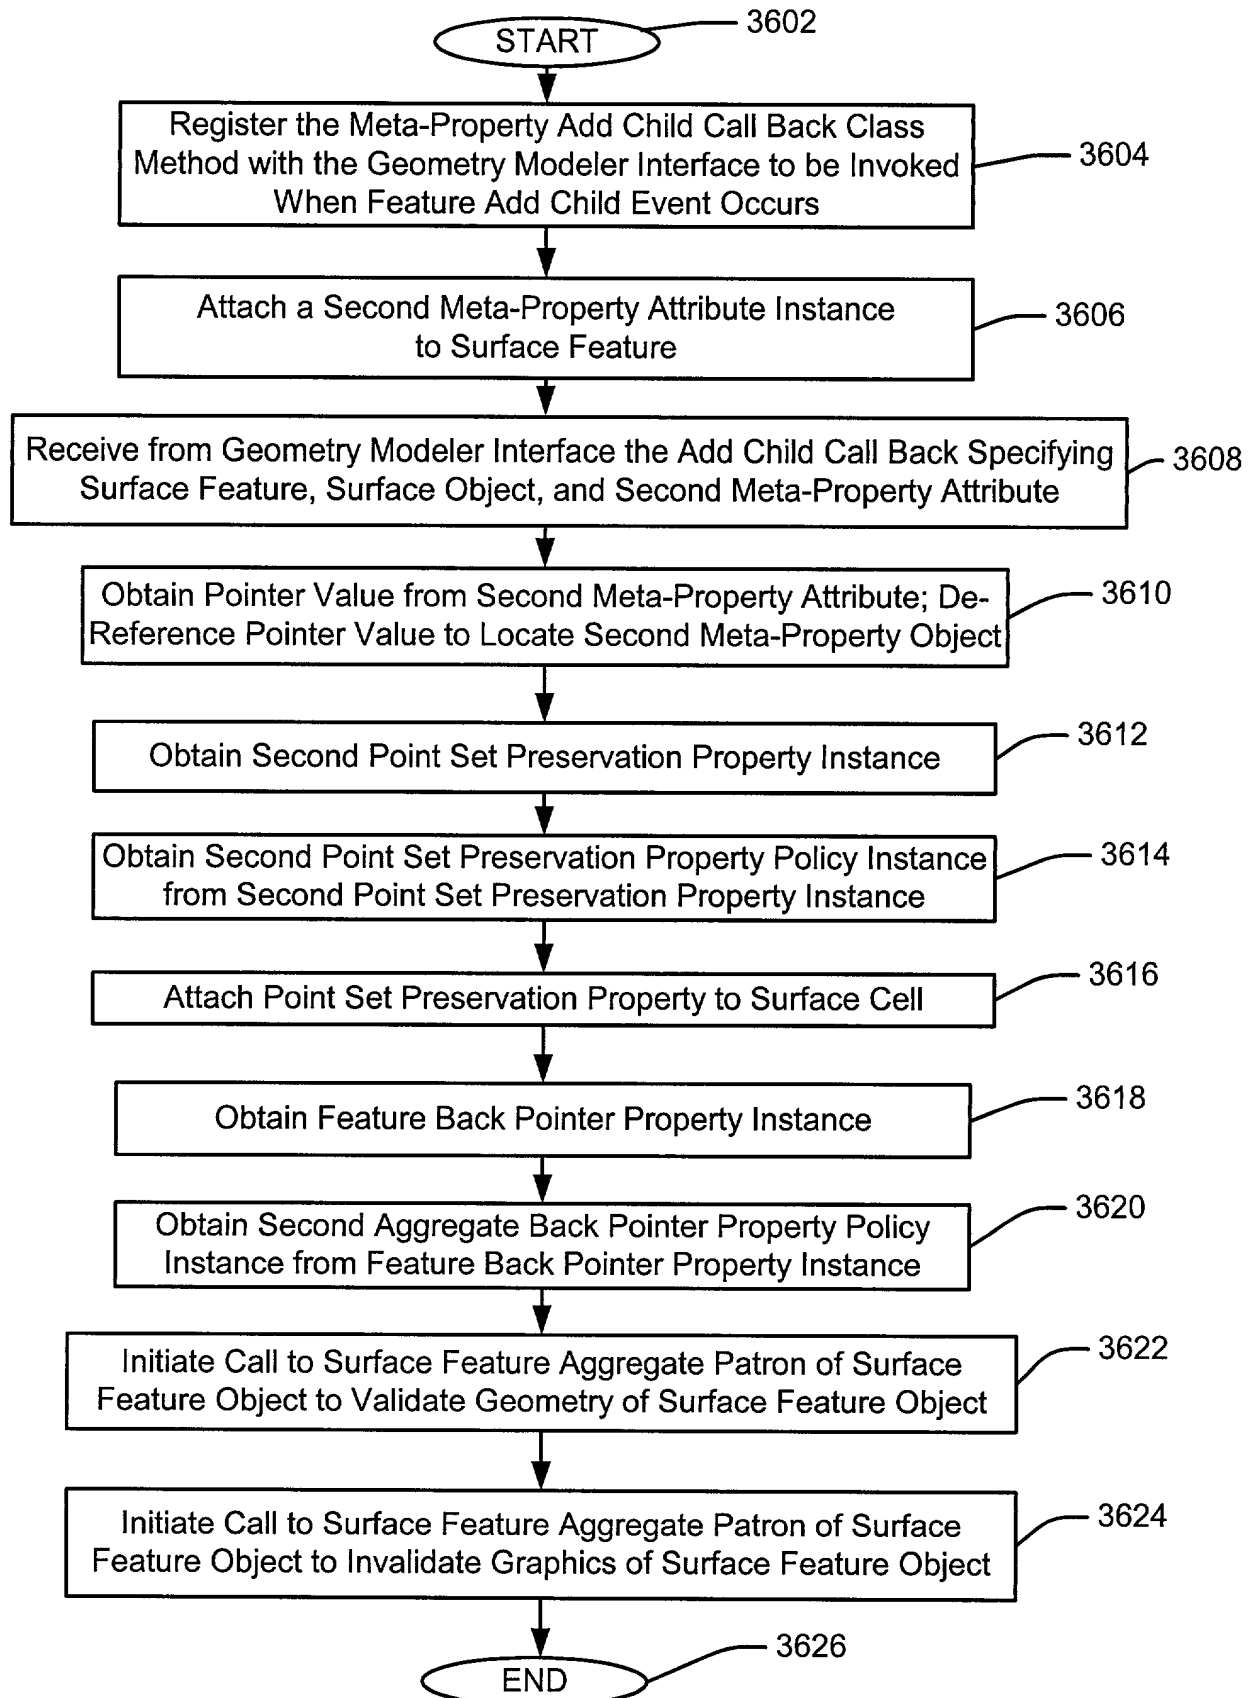 START
3602
Register the Meta-Property Add Child Call Back Class
Method with the Geometry Modeler Interface to be Invoked
When Feature Add Child Event Occurs
3604
Attach a Second Meta-Property Attribute Instance
to Surface Feature
3606
Receive from Geometry Modeler Interface the Add Child Call Back Specifying
Surface Feature, Surface Object, and Second Meta-Property Attribute
3608
Obtain Pointer Value from Second Meta-Property Attribute; De-
Reference Pointer Value to Locate Second Meta-Property Object
3610
Obtain Second Point Set Preservation Property Instance
3612
Obtain Second Point Set Preservation Property Policy Instance
from Second Point Set Preservation Property Instance
3614
Attach Point Set Preservation Property to Surface Cell
3616
Obtain Feature Back Pointer Property Instance
3618
Obtain Second Aggregate Back Pointer Property Policy
Instance from Feature Back Pointer Property Instance
3620
Initiate Call to Surface Feature Aggregate Patron of Surface
Feature Object to Validate Geometry of Surface Feature Object
3622
Initiate Call to Surface Feature Aggregate Patron of Surface
Feature Object to Invalidate Graphics of Surface Feature Object
3624
END
3626